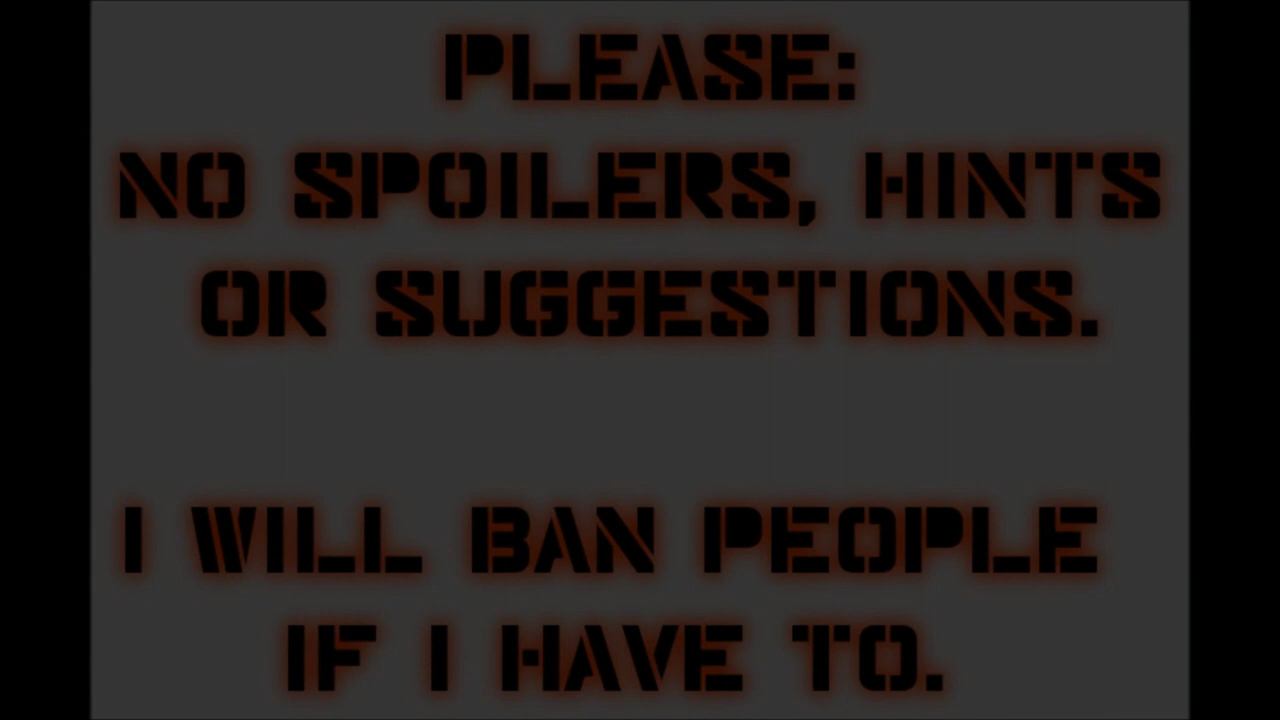 PLEASE:
NO SPOILERS, HINTS
OR SUGGESTIONS.
I WILL BAN PEOPLE
IF I HAVE TO.